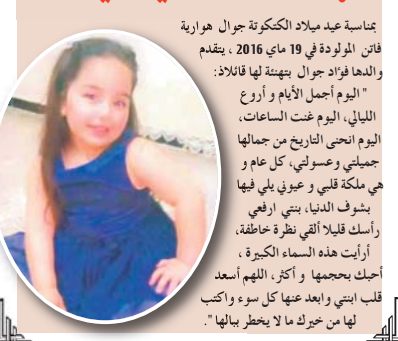 بمناسبة عيد ميلاد الكتكوتة جوال هوارية
فاتن المولودة في 19 ماي 2016 ، يتقدم
والدها فؤاد جوال بتهنئة لها قائلاذ:
" اليوم أجمل الأيام و أروع
الليالي، اليوم غنت الساعات،
اليوم انحنى التاريخ من جمالها
جميلتي وعسولتي، كل عام و
هي ملكة قلبي و عيوني يلي فيها
بشوف الدنيا، بنتي ارفعي
رأسك قليلا ألقي نظرة خاطفة،
أرأيت هذه السماء الكبيرة ،
أحبك بحجمها و أكثر، اللهم أسعد
قلب ابنتي وابعد عنها كل سوء واكتب
لها من خيرك ما لا يخطر ببالها ".